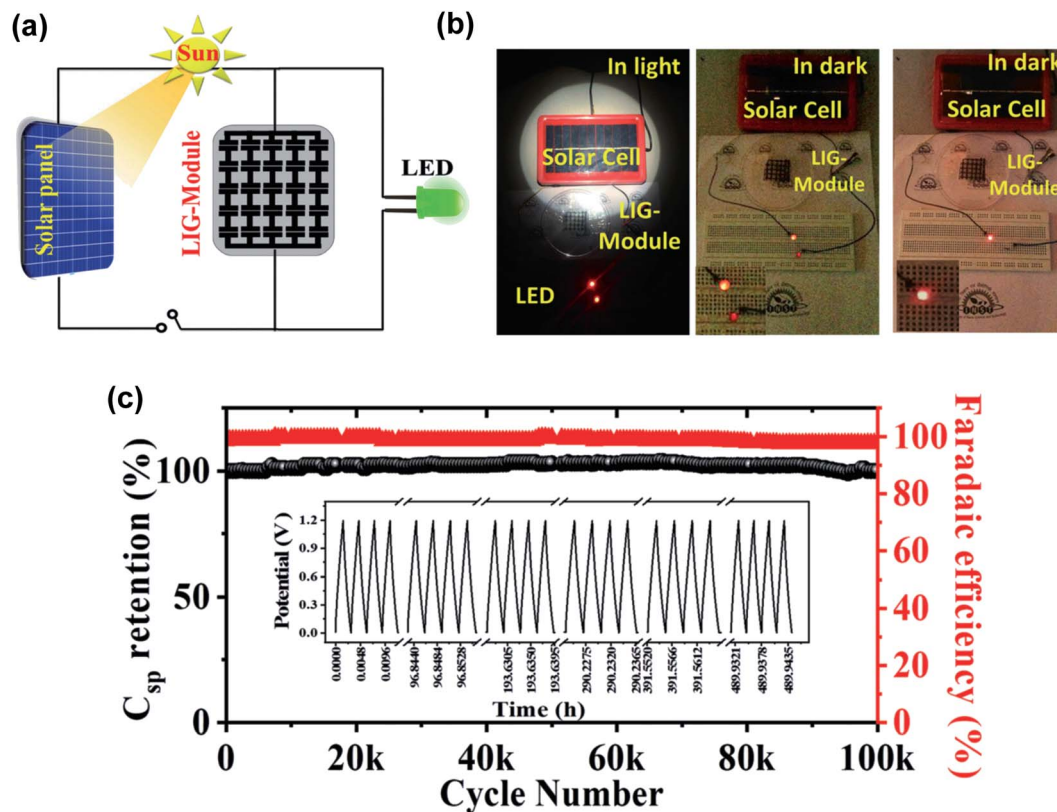 (a)
Sun
Solar panel
LIG-Module
LED
(b)
In light
Solar Cell
LIG-
Module
LED
In dark
Solar Cell
LIG-
Module
In dark
Solar Cell
LIG-
Module
(c)
Csp retention (%)
100
50
0
Faradaic efficiency (%)
100
80
60
40
20
0
Potential (V)
1.2
0.9
0.6
0.3
0.0
0.0000 0.0048 0.0096 96.8440 96.8484 96.8528 193.6305 193.6350 193.6395 290.2275 290.2320 290.2365 391.5520 391.5566 391.5612 489.9321 489.9378 489.9435
Time (h)
0 20k 40k 60k 80k 100k
Cycle Number